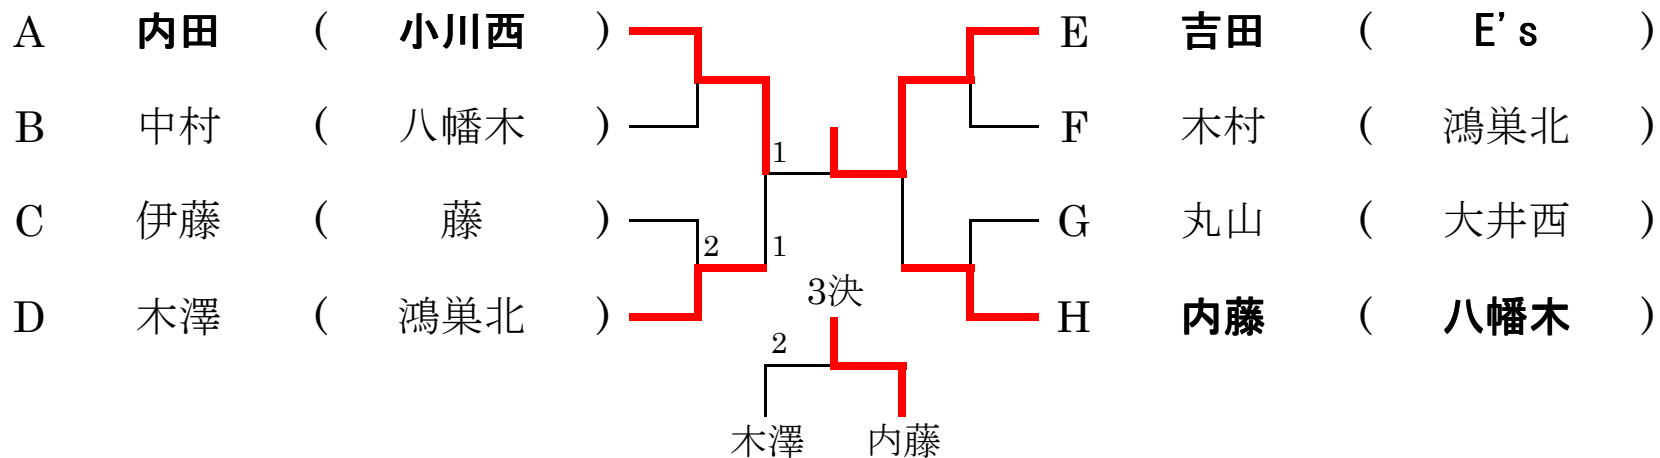 A 内田 ( 小川西 ) E 吉田 ( E's )
B 中村 ( 八幡木 ) F 木村 ( 鴻巣北 )
1
C 伊藤 ( 藤 ) G 丸山 ( 大井西 )
2 1
3決
D 木澤 ( 鴻巣北 ) H 内藤 ( 八幡木 )
2
木澤 内藤